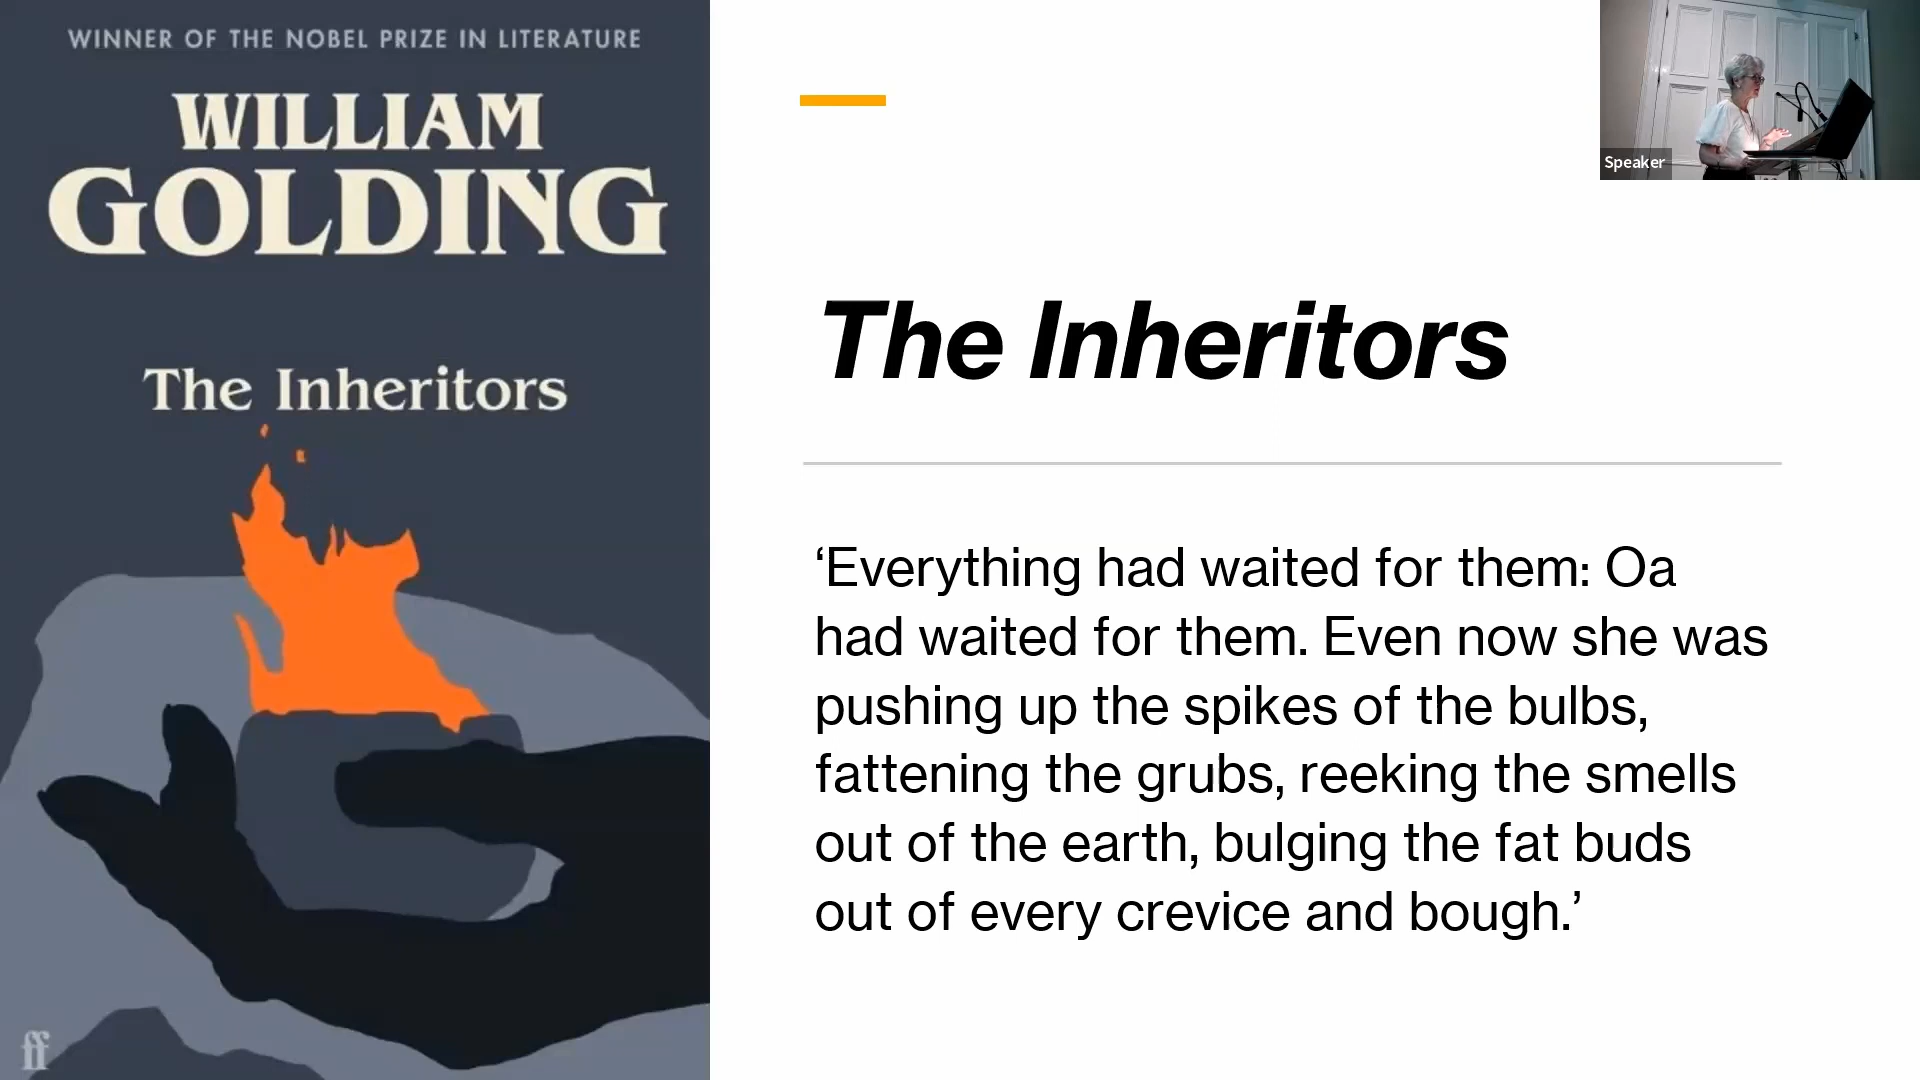 WINNER OF THE NOBEL PRIZE IN LITERATURE
WILLIAM
GOLDING
The Inheritors
ff
Speaker
The Inheritors
‘Everything had waited for them: Oa
had waited for them. Even now she was
pushing up the spikes of the bulbs,
fattening the grubs, reeking the smells
out of the earth, bulging the fat buds
out of every crevice and bough.’